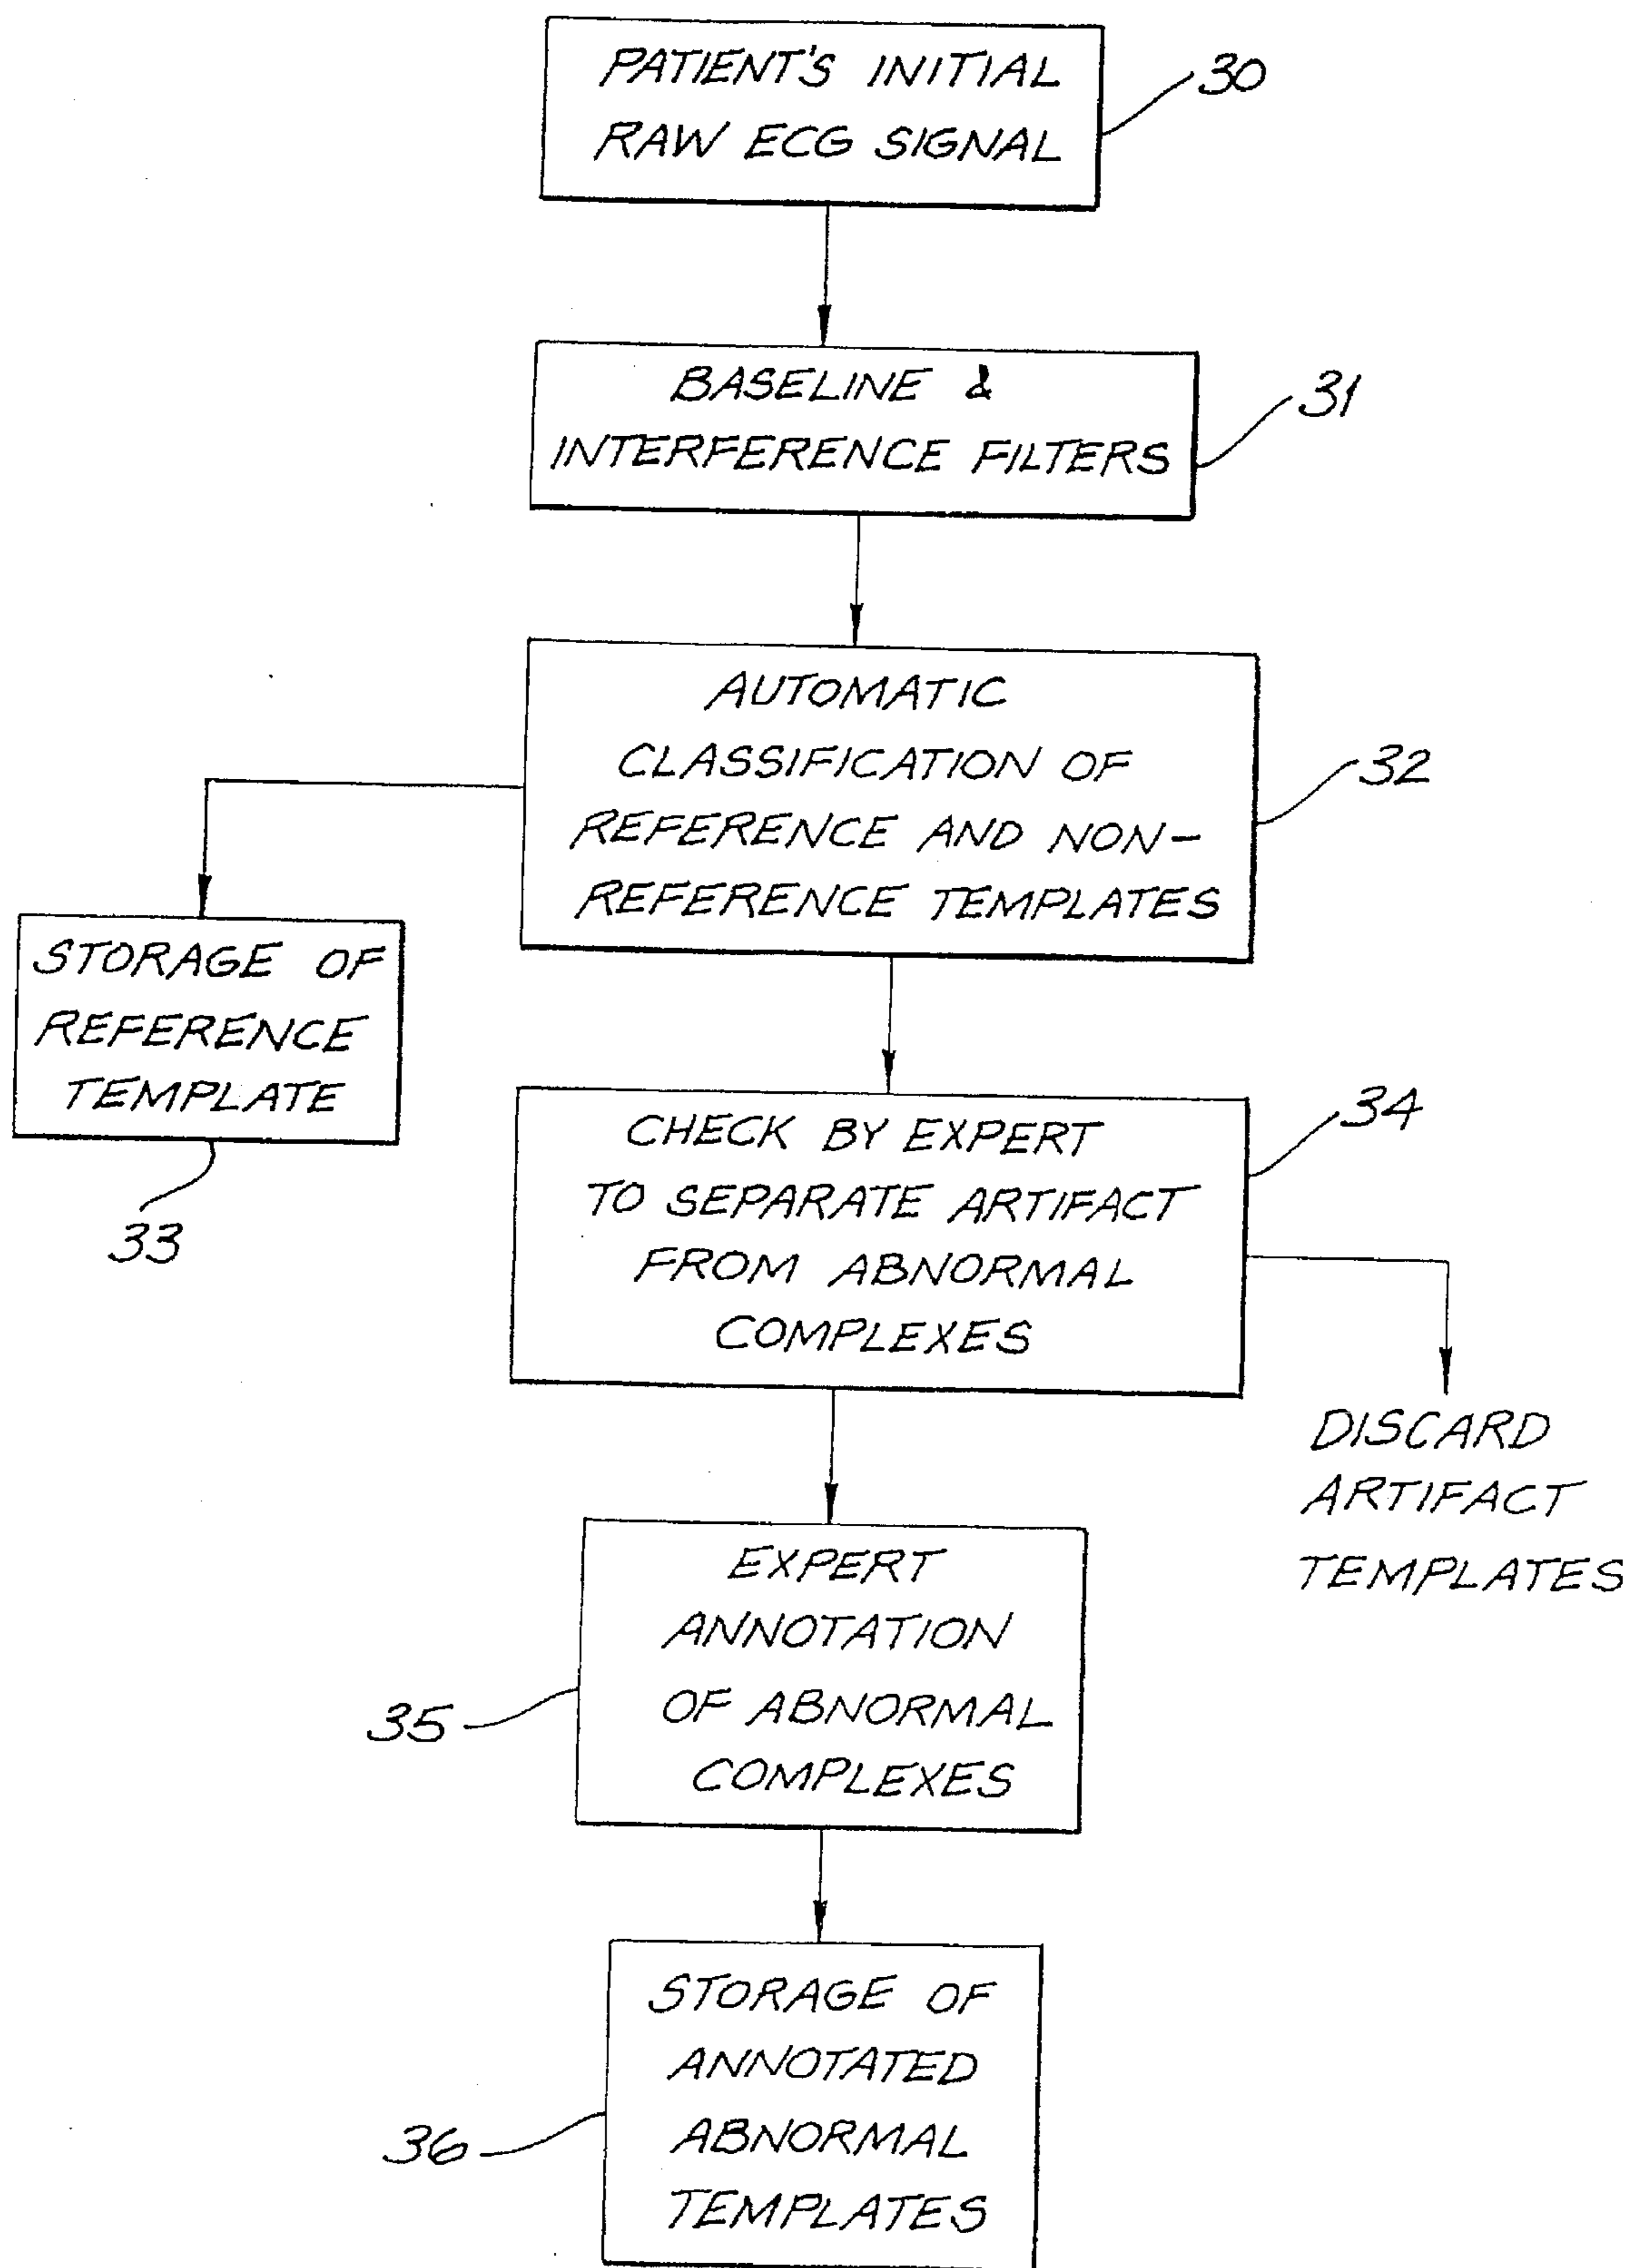 PATIENT'S INITIAL
RAW ECG SIGNAL
30
BASELINE &
INTERFERENCE FILTERS
31
AUTOMATIC
CLASSIFICATION OF
REFERENCE AND NON-
REFERENCE TEMPLATES
32
STORAGE OF
REFERENCE
TEMPLATE
33
CHECK BY EXPERT
TO SEPARATE ARTIFACT
FROM ABNORMAL
COMPLEXES
34
DISCARD
ARTIFACT
TEMPLATES
EXPERT
ANNOTATION
OF ABNORMAL
COMPLEXES
35
STORAGE OF
ANNOTATED
ABNORMAL
TEMPLATES
36